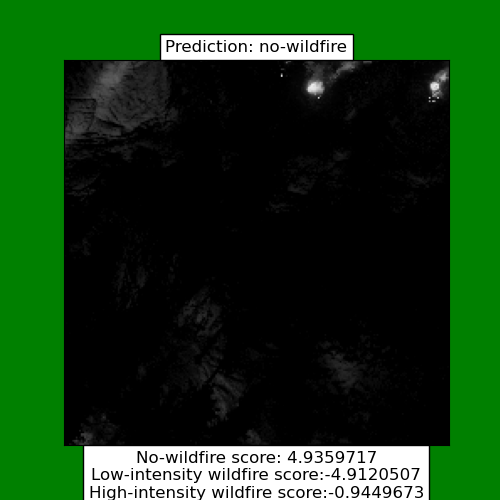 Prediction: no-wildfire
No-wildfire score: 4.9359717
Low-intensity wildfire score:-4.9120507
High-intensity wildfire score:-0.9449673